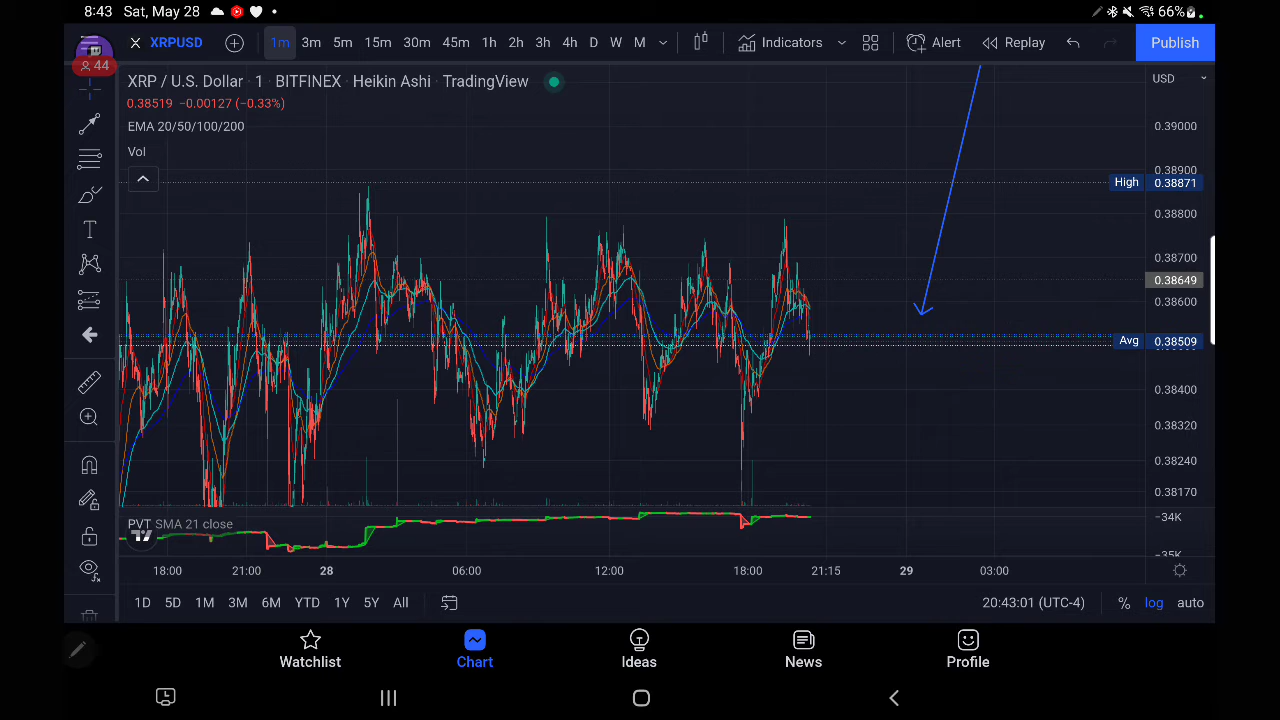 8:43 Sat, May 28 66%
44
XRPUSD 1m 3m 5m 15m 30m 45m 1h 2h 3h 4h D W M Indicators Alert Replay Publish
XRP / U.S. Dollar · 1 · BITFINEX · Heikin Ashi · TradingView
USD
0.38519 −0.00127 (−0.33%)
EMA 20/50/100/200
0.39000
Vol
0.38900
High 0.38871
0.38800
0.38700
0.38649
0.38600
Avg 0.38509
0.38400
0.38320
0.38240
0.38170
PVT SMA 21 close
−34K
−35K
18:00 21:00 28 06:00 12:00 18:00 21:15 29 03:00
1D 5D 1M 3M 6M YTD 1Y 5Y All 20:43:01 (UTC-4) % log auto
Watchlist Chart Ideas News Profile